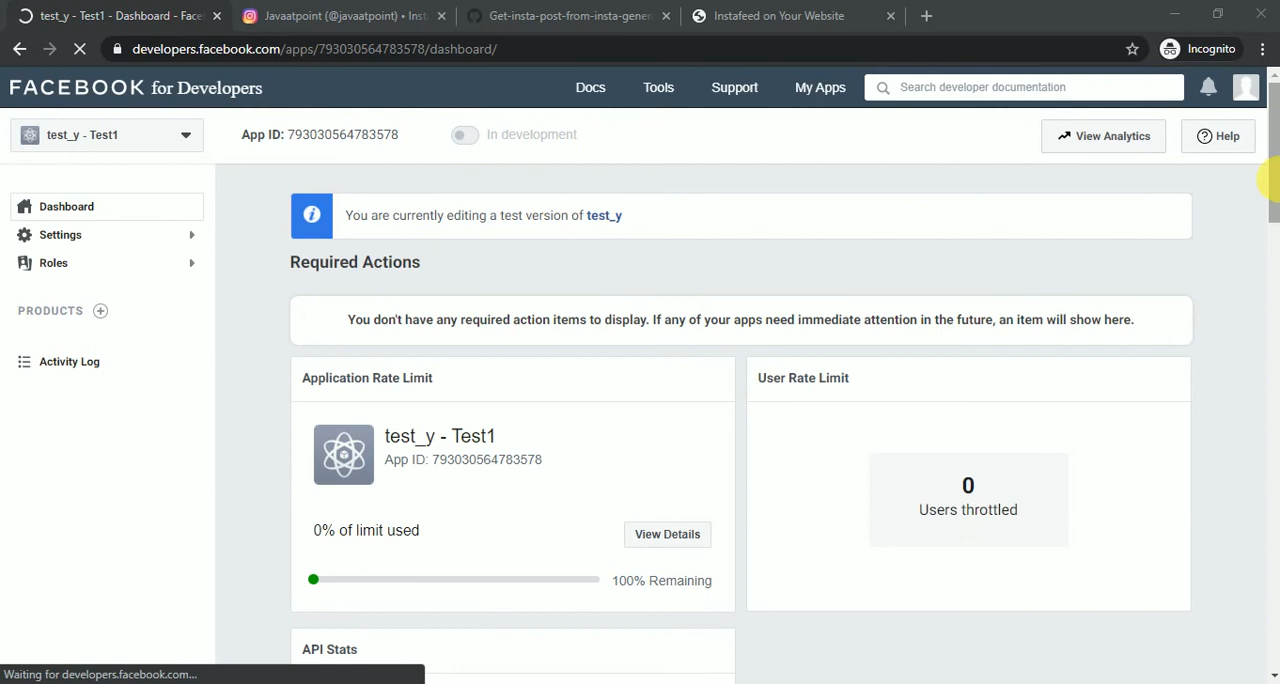 test_y - Test1 - Dashboard - Face
Javaatpoint (@javaatpoint) • Inst
Get-insta-post-from-insta-gener
Instafeed on Your Website
developers.facebook.com/apps/793030564783578/dashboard/
Incognito
FACEBOOK for Developers
Docs
Tools
Support
My Apps
Search developer documentation
test_y - Test1
App ID: 793030564783578
In development
View Analytics
Help
Dashboard
Settings
Roles
PRODUCTS
Activity Log
You are currently editing a test version of test_y
Required Actions
You don't have any required action items to display. If any of your apps need immediate attention in the future, an item will show here.
Application Rate Limit
test_y - Test1
App ID: 793030564783578
0% of limit used
View Details
100% Remaining
User Rate Limit
0
Users throttled
API Stats
Waiting for developers.facebook.com...